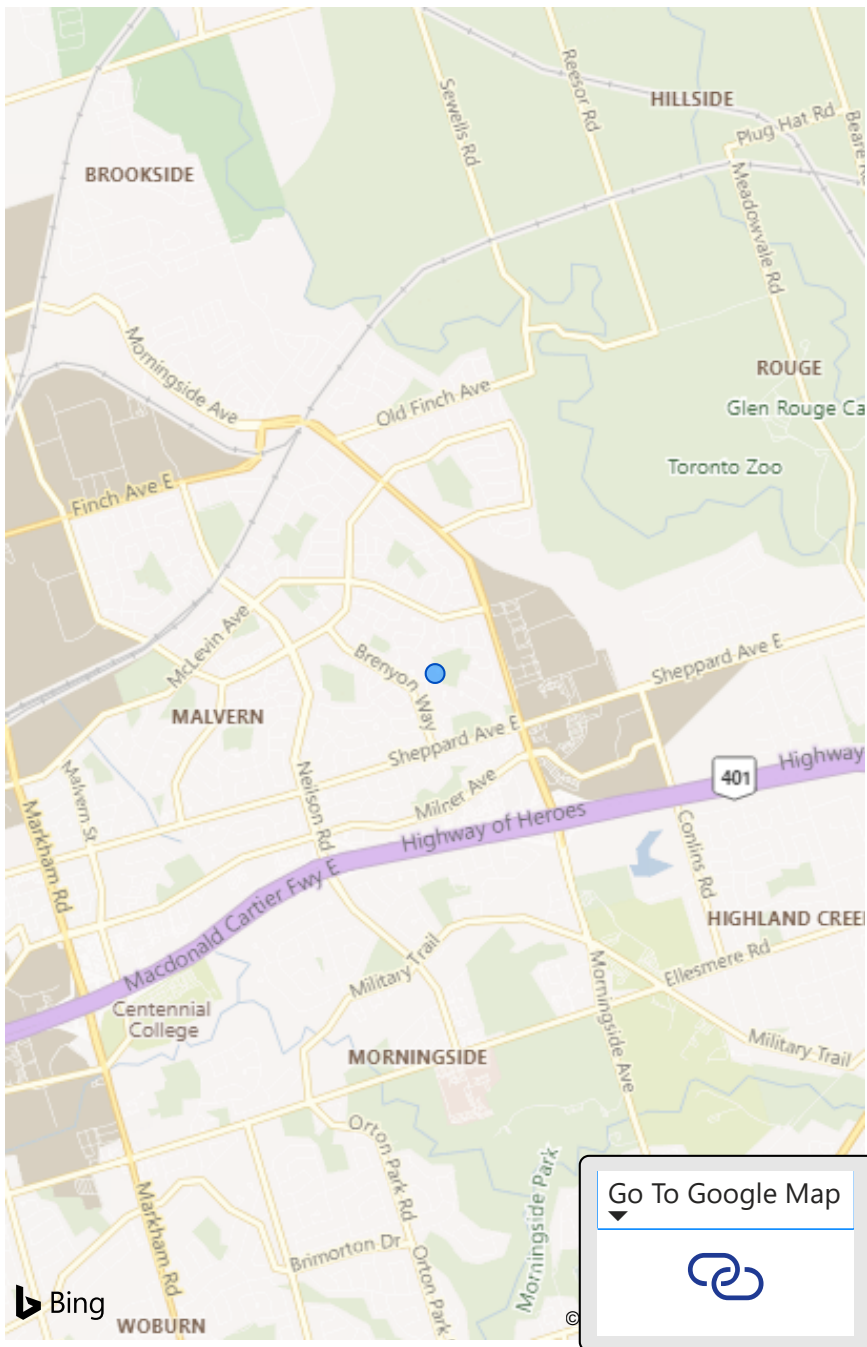 Sewells Rd
Reesor Rd
HILLSIDE
Plug Hat Rd
BROOKSIDE
Meadowvale Rd
Morningside Ave
ROUGE
Old Finch Ave
Glen Rouge Ca
Toronto Zoo
Finch Ave E
McLevin Ave
Brenyon Way
Sheppard Ave E
MALVERN
Sheppard Ave E
Highway
401
Malvern St
Neilson Rd
Milner Ave
Highway of Heroes
Markham Rd
Conlins Rd
Macdonald Cartier Fwy E
HIGHLAND CREE
Military Trail
Ellesmere Rd
Centennial
College
Morningside Ave
Military Trail
MORNINGSIDE
Orton Park Rd
Morningside Park
Go To Google Map
Markham Rd
Brimorton Dr
Orton Park
Bing
©
WOBURN